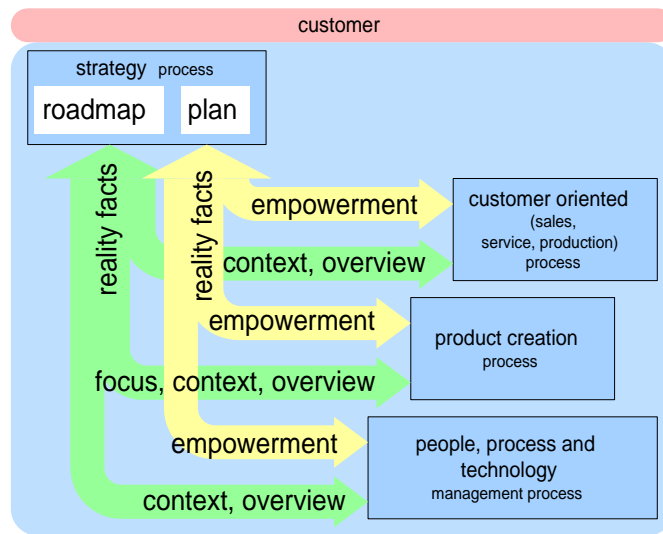 customer
strategy process
roadmap
plan
reality facts
reality facts
empowerment
customer oriented
(sales,
service, production)
process
context, overview
empowerment
product creation
process
focus, context, overview
empowerment
people, process and
technology
management process
context, overview